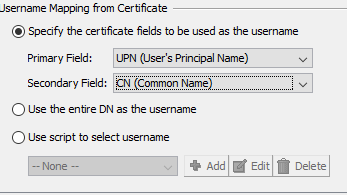 Username Mapping from Certificate
Specify the certificate fields to be used as the username
Primary Field: UPN (User's Principal Name)
Secondary Field: CN (Common Name)
Use the entire DN as the username
Use script to select username
-- None -- Add Edit Delete